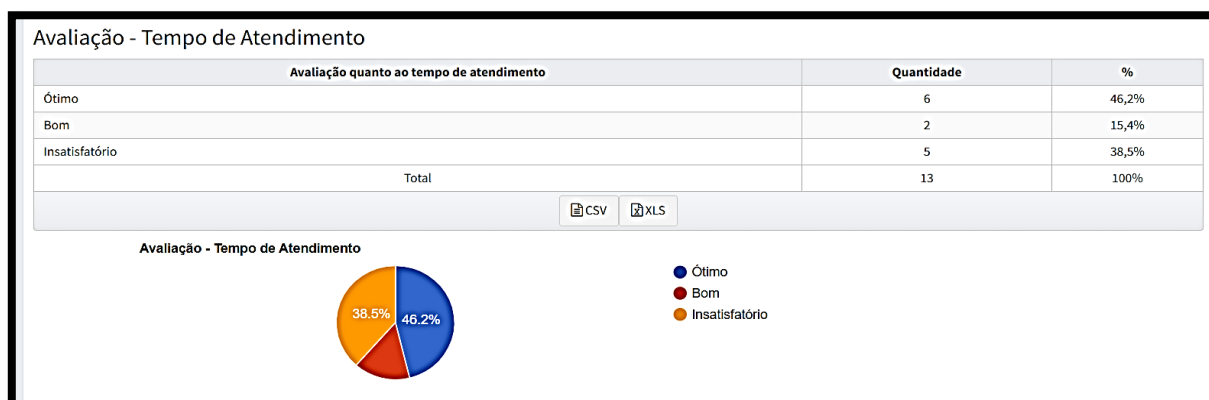 Avaliação - Tempo de Atendimento
Avaliação quanto ao tempo de atendimento Quantidade %
Ótimo 6 46,2%
Bom 2 15,4%
Insatisfatório 5 38,5%
Total 13 100%
CSV XLS
Avaliação - Tempo de Atendimento
Ótimo
Bom
Insatisfatório
38.5% 46.2%